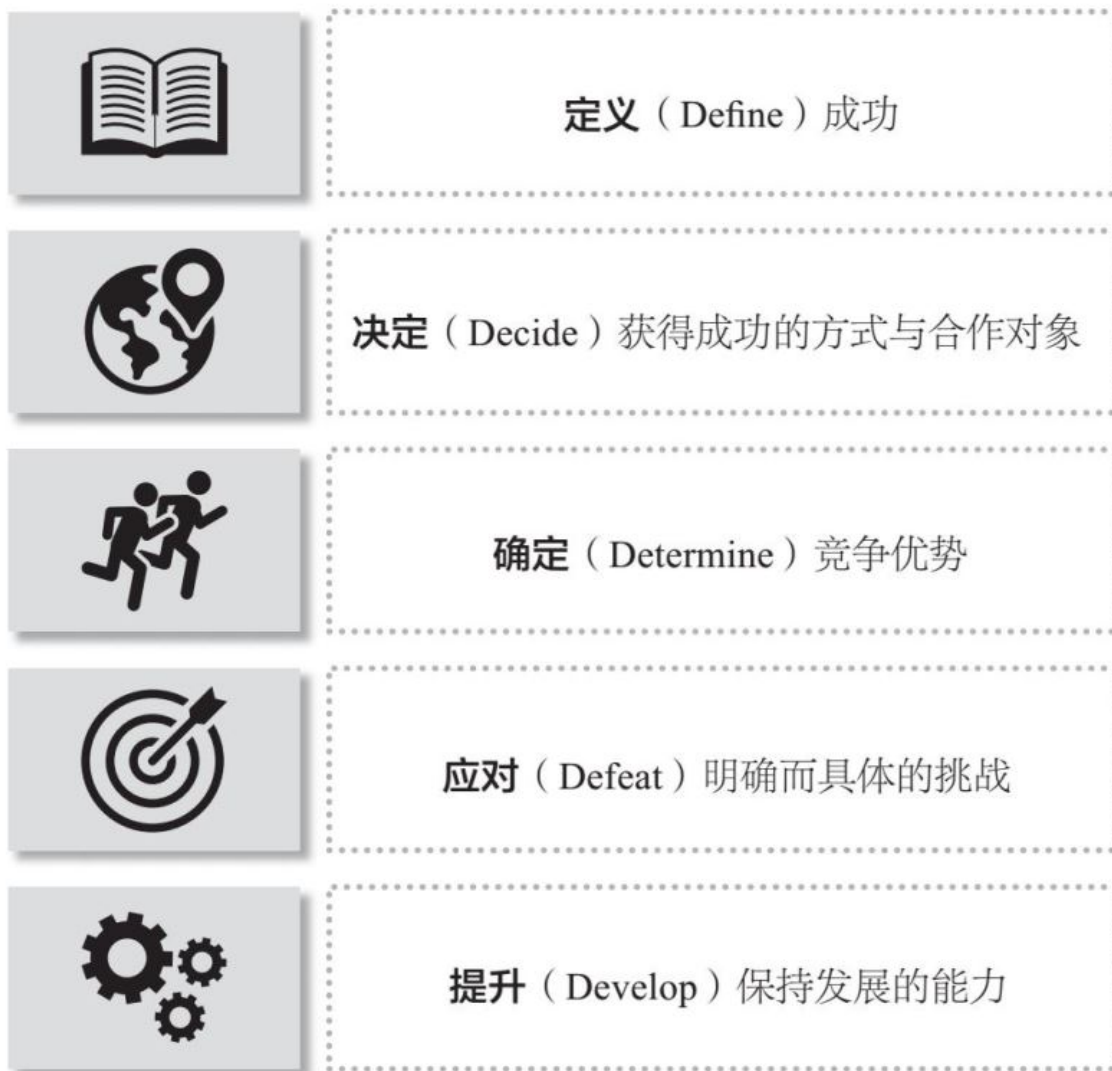 定义（Define）成功
决定（Decide）获得成功的方式与合作对象
确定（Determine）竞争优势
应对（Defeat）明确而具体的挑战
提升（Develop）保持发展的能力